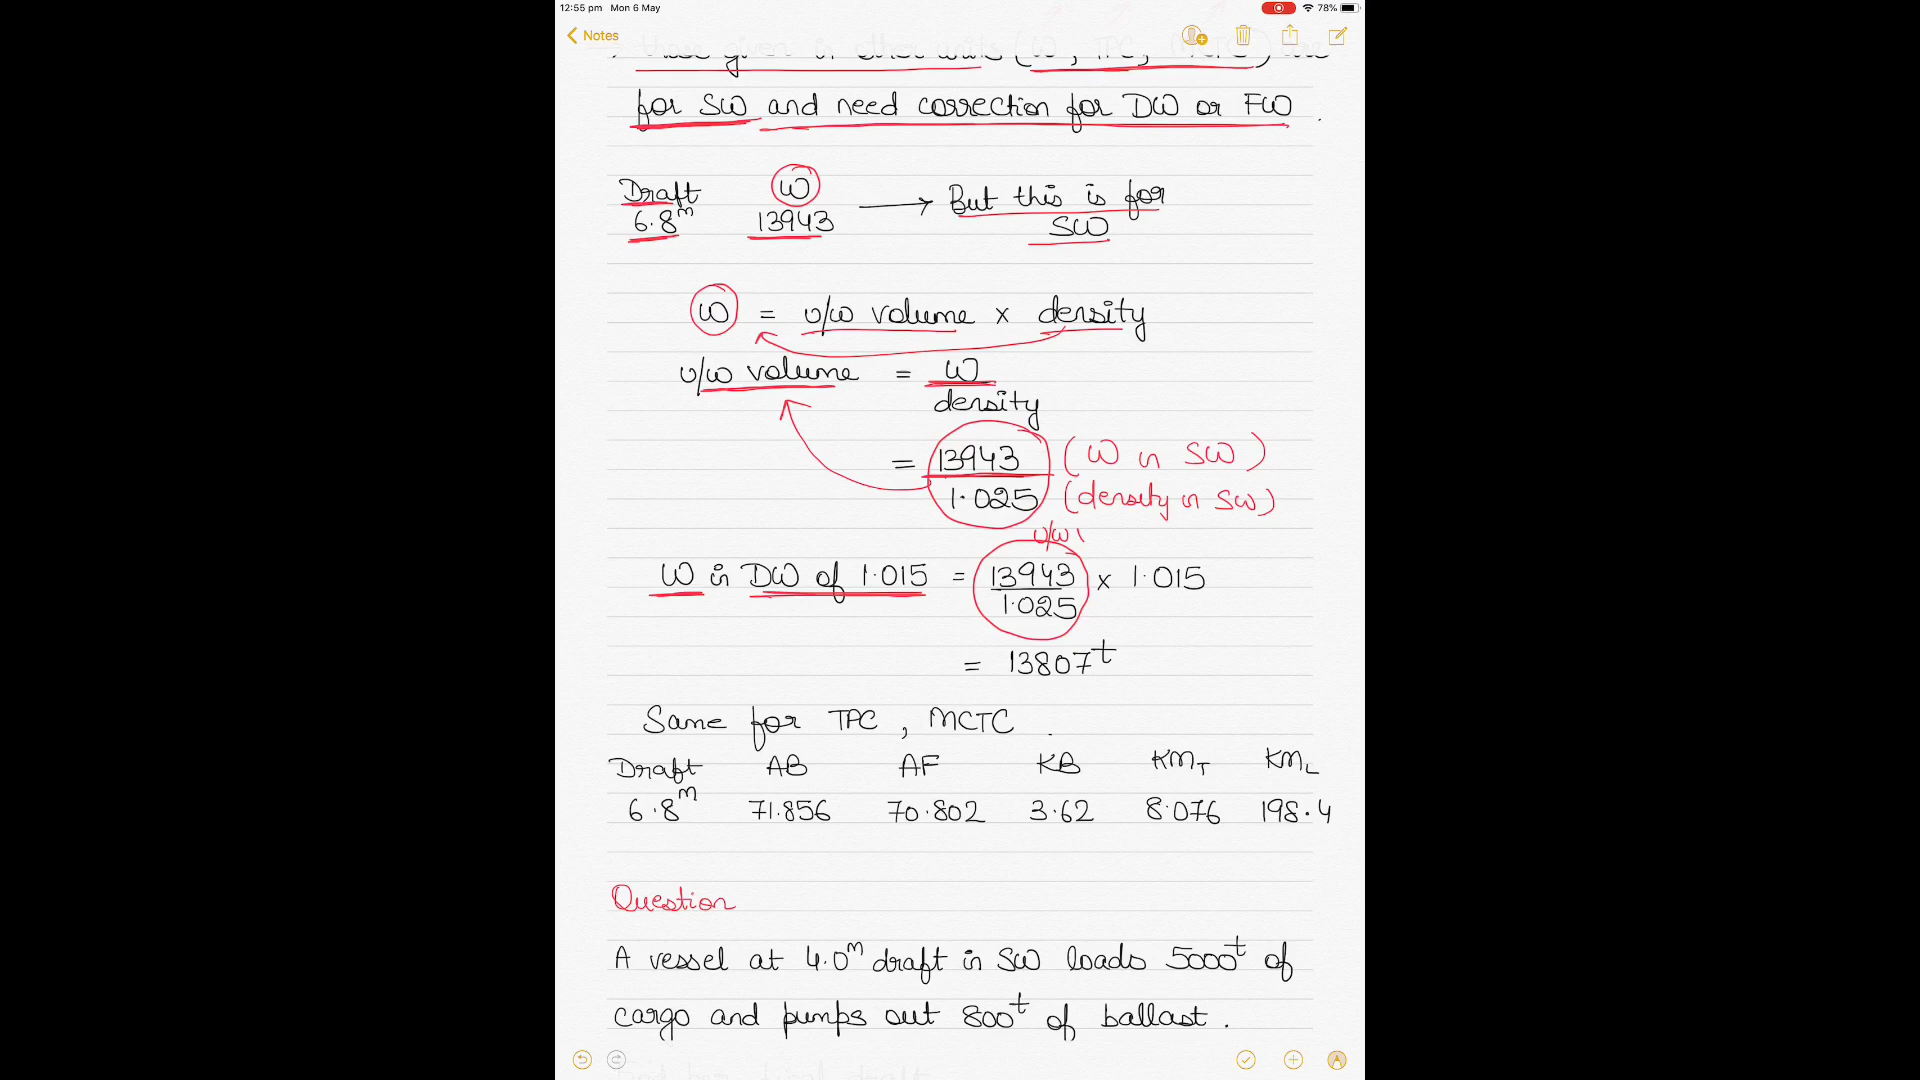 12:55 pm Mon 6 May
78%
Notes
for SW and need correction for DW or FW .
Draft W
6.8m 13943 → But this is for
SW
W = u/w volume x density
u/w volume = W
density
= 13943 (W in SW)
1.025 (density in SW)
u/w
W in DW of 1.015 = 13943 x 1.015
1.025
= 13807t
Same for TPC , MCTC .
Draft AB AF KB KMT KML
6.8m 71.856 70.802 3.62 8.076 198.4
Question
A vessel at 4.0m draft in SW loads 5000t of
cargo and pumps out 800t of ballast .